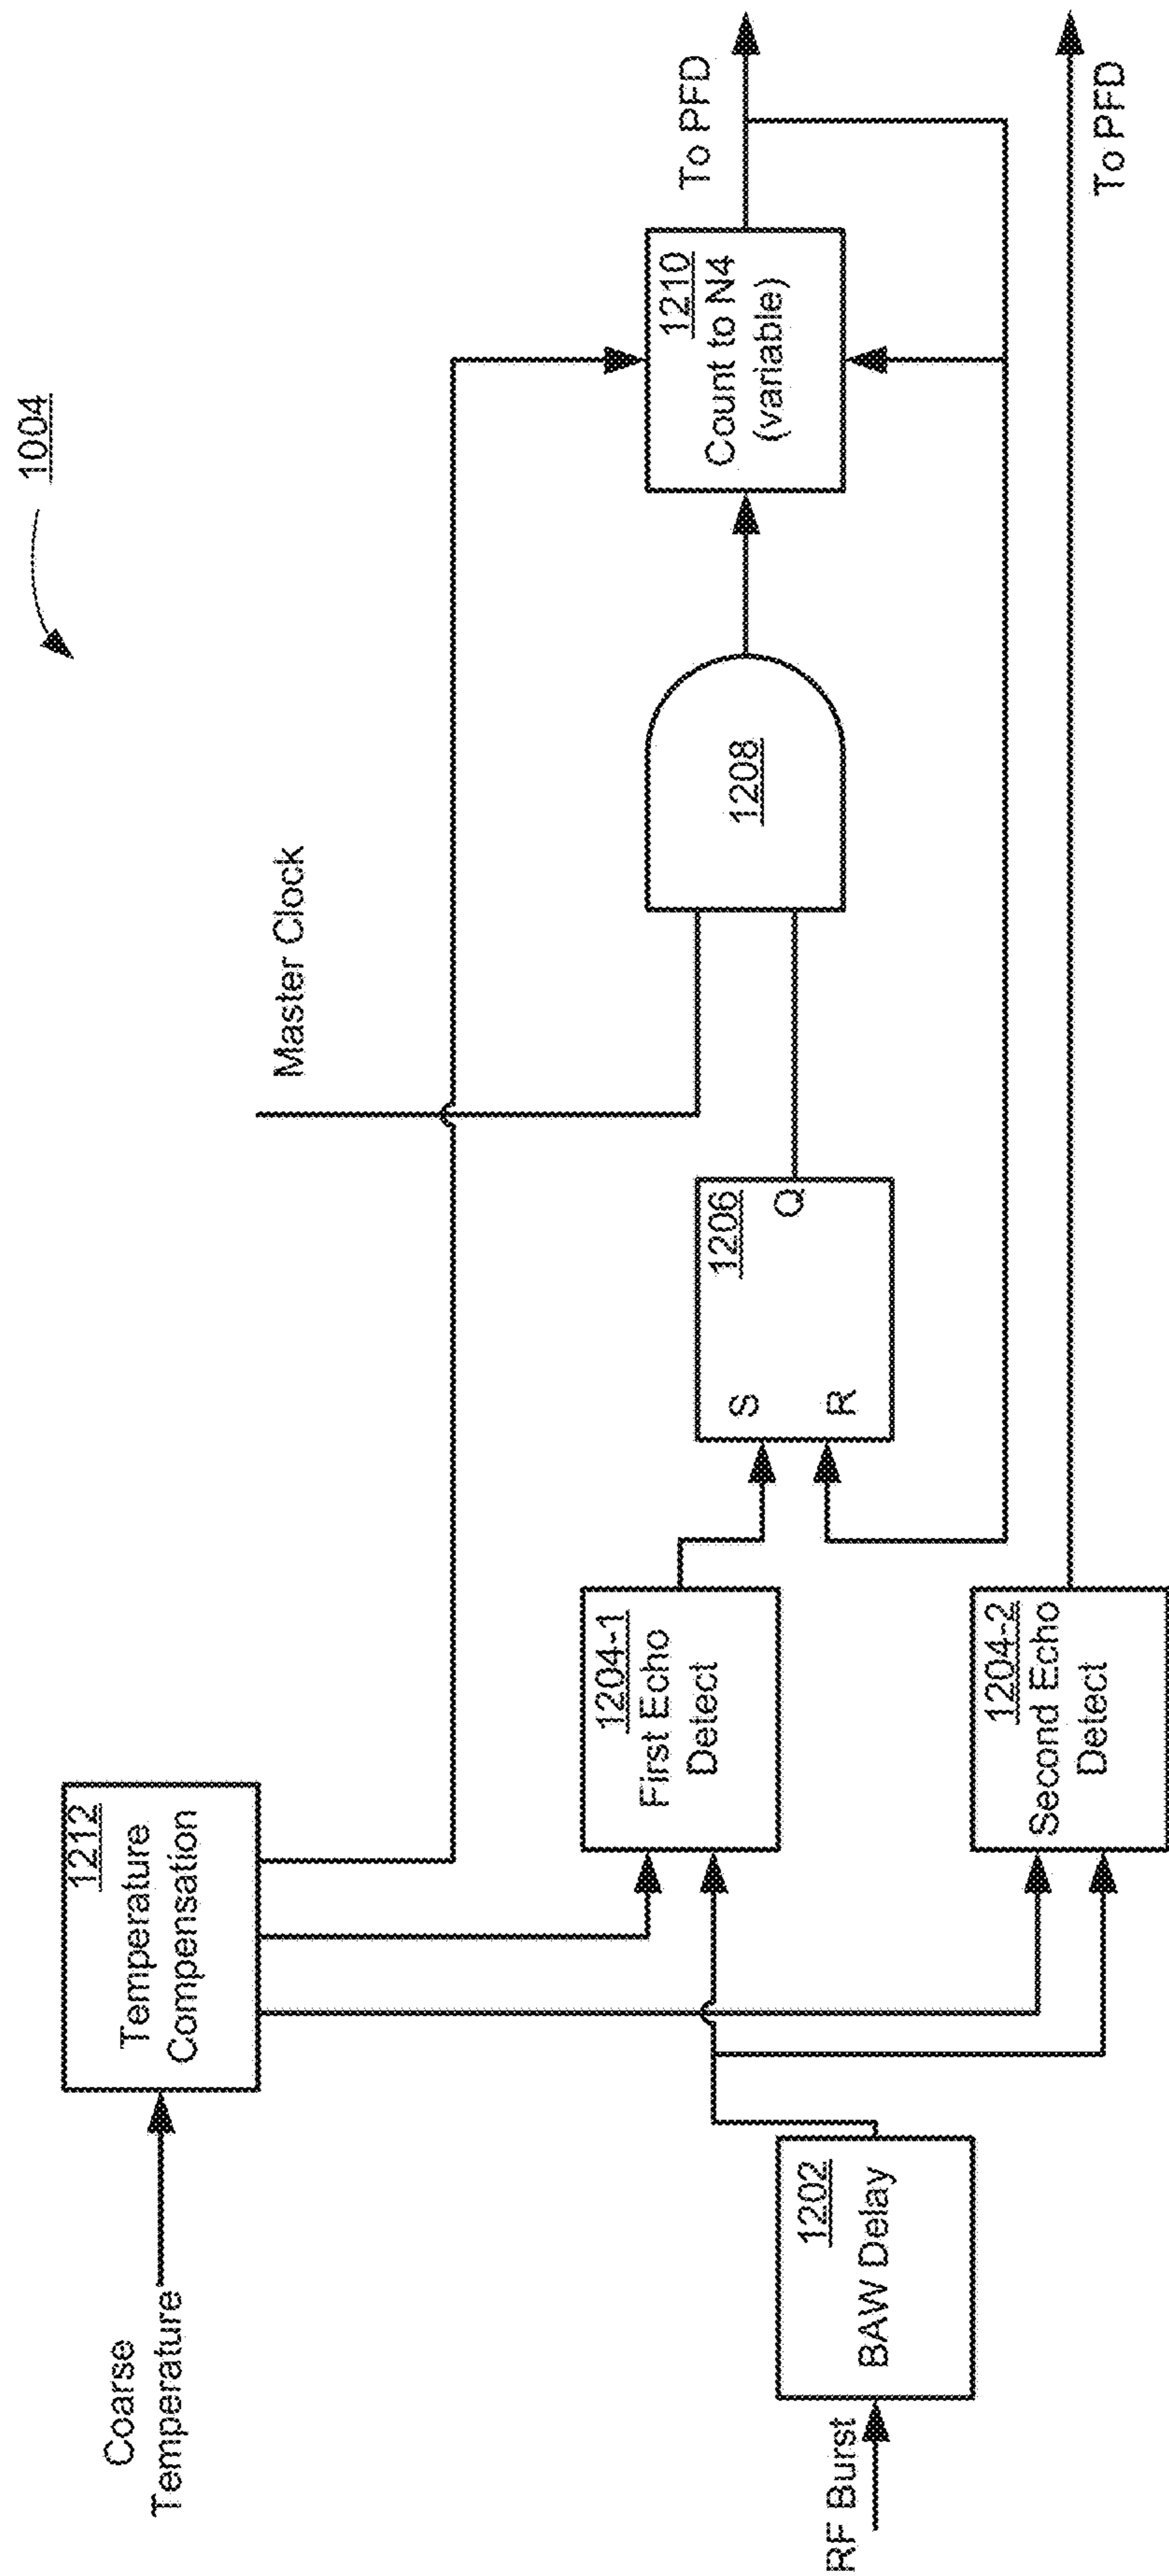 1004
Coarse
Temperature
1212
Temperature
Compensation
Master Clock
RF Burst
1202
BAW Delay
1204-1
First Echo
Detect
1204-2
Second Echo
Detect
1206
S
R
Q
1208
1210
Count to N4
(variable)
To PFD
To PFD